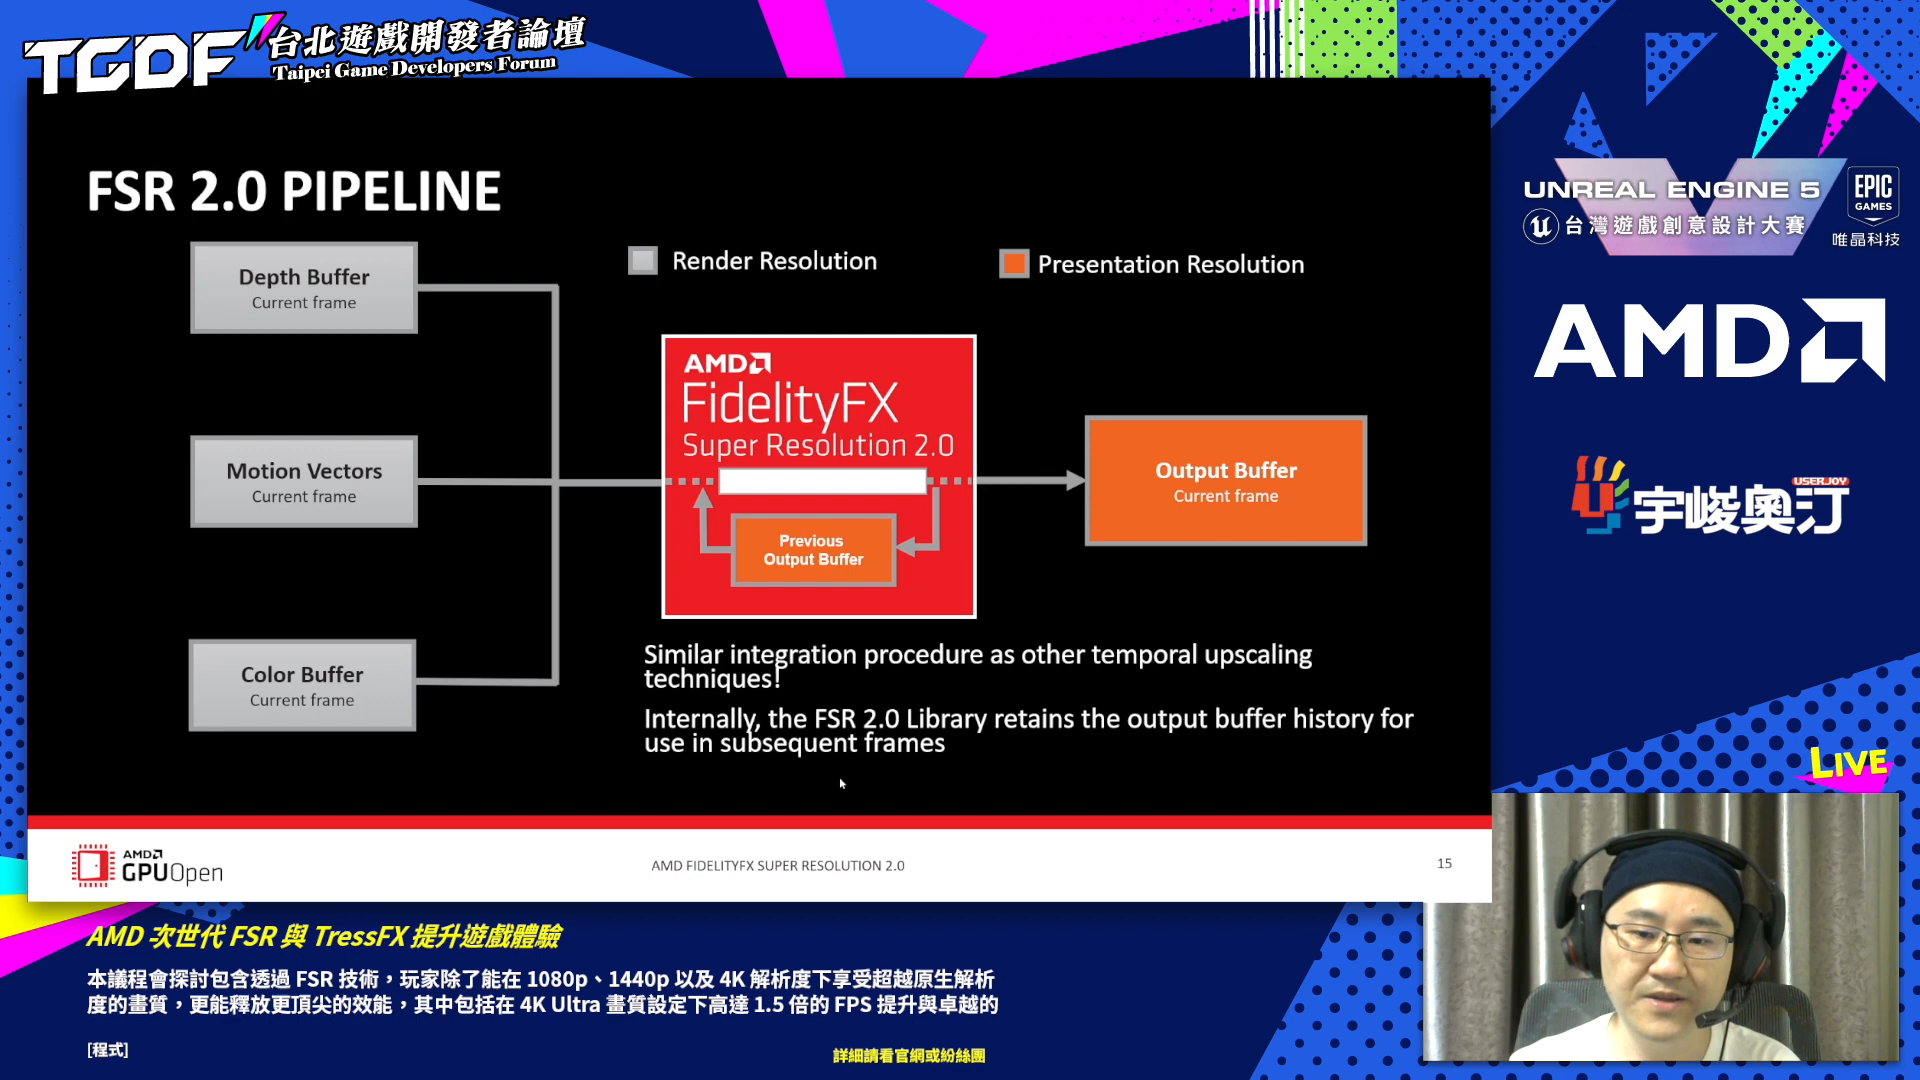 TGDF 台北遊戲開發者論壇
Taipei Game Developers Forum
FSR 2.0 PIPELINE
Render Resolution
Presentation Resolution
Depth Buffer
Current frame
Motion Vectors
Current frame
Color Buffer
Current frame
AMD
FidelityFX
Super Resolution 2.0
Previous
Output Buffer
Output Buffer
Current frame
Similar integration procedure as other temporal upscaling
techniques!
Internally, the FSR 2.0 Library retains the output buffer history for
use in subsequent frames
AMD
GPUOpen
AMD FIDELITYFX SUPER RESOLUTION 2.0
15
UNREAL ENGINE 5
台灣遊戲創意設計大賽
EPIC
GAMES
唯晶科技
AMD
USERJOY
宇峻奧汀
LIVE
AMD 次世代 FSR 與 TressFX 提升遊戲體驗
本議程會探討包含透過 FSR 技術，玩家除了能在 1080p、1440p 以及 4K 解析度下享受超越原生解析
度的畫質，更能釋放更頂尖的效能，其中包括在 4K Ultra 畫質設定下高達 1.5 倍的 FPS 提升與卓越的
[程式]
詳細請看官網或紛絲團